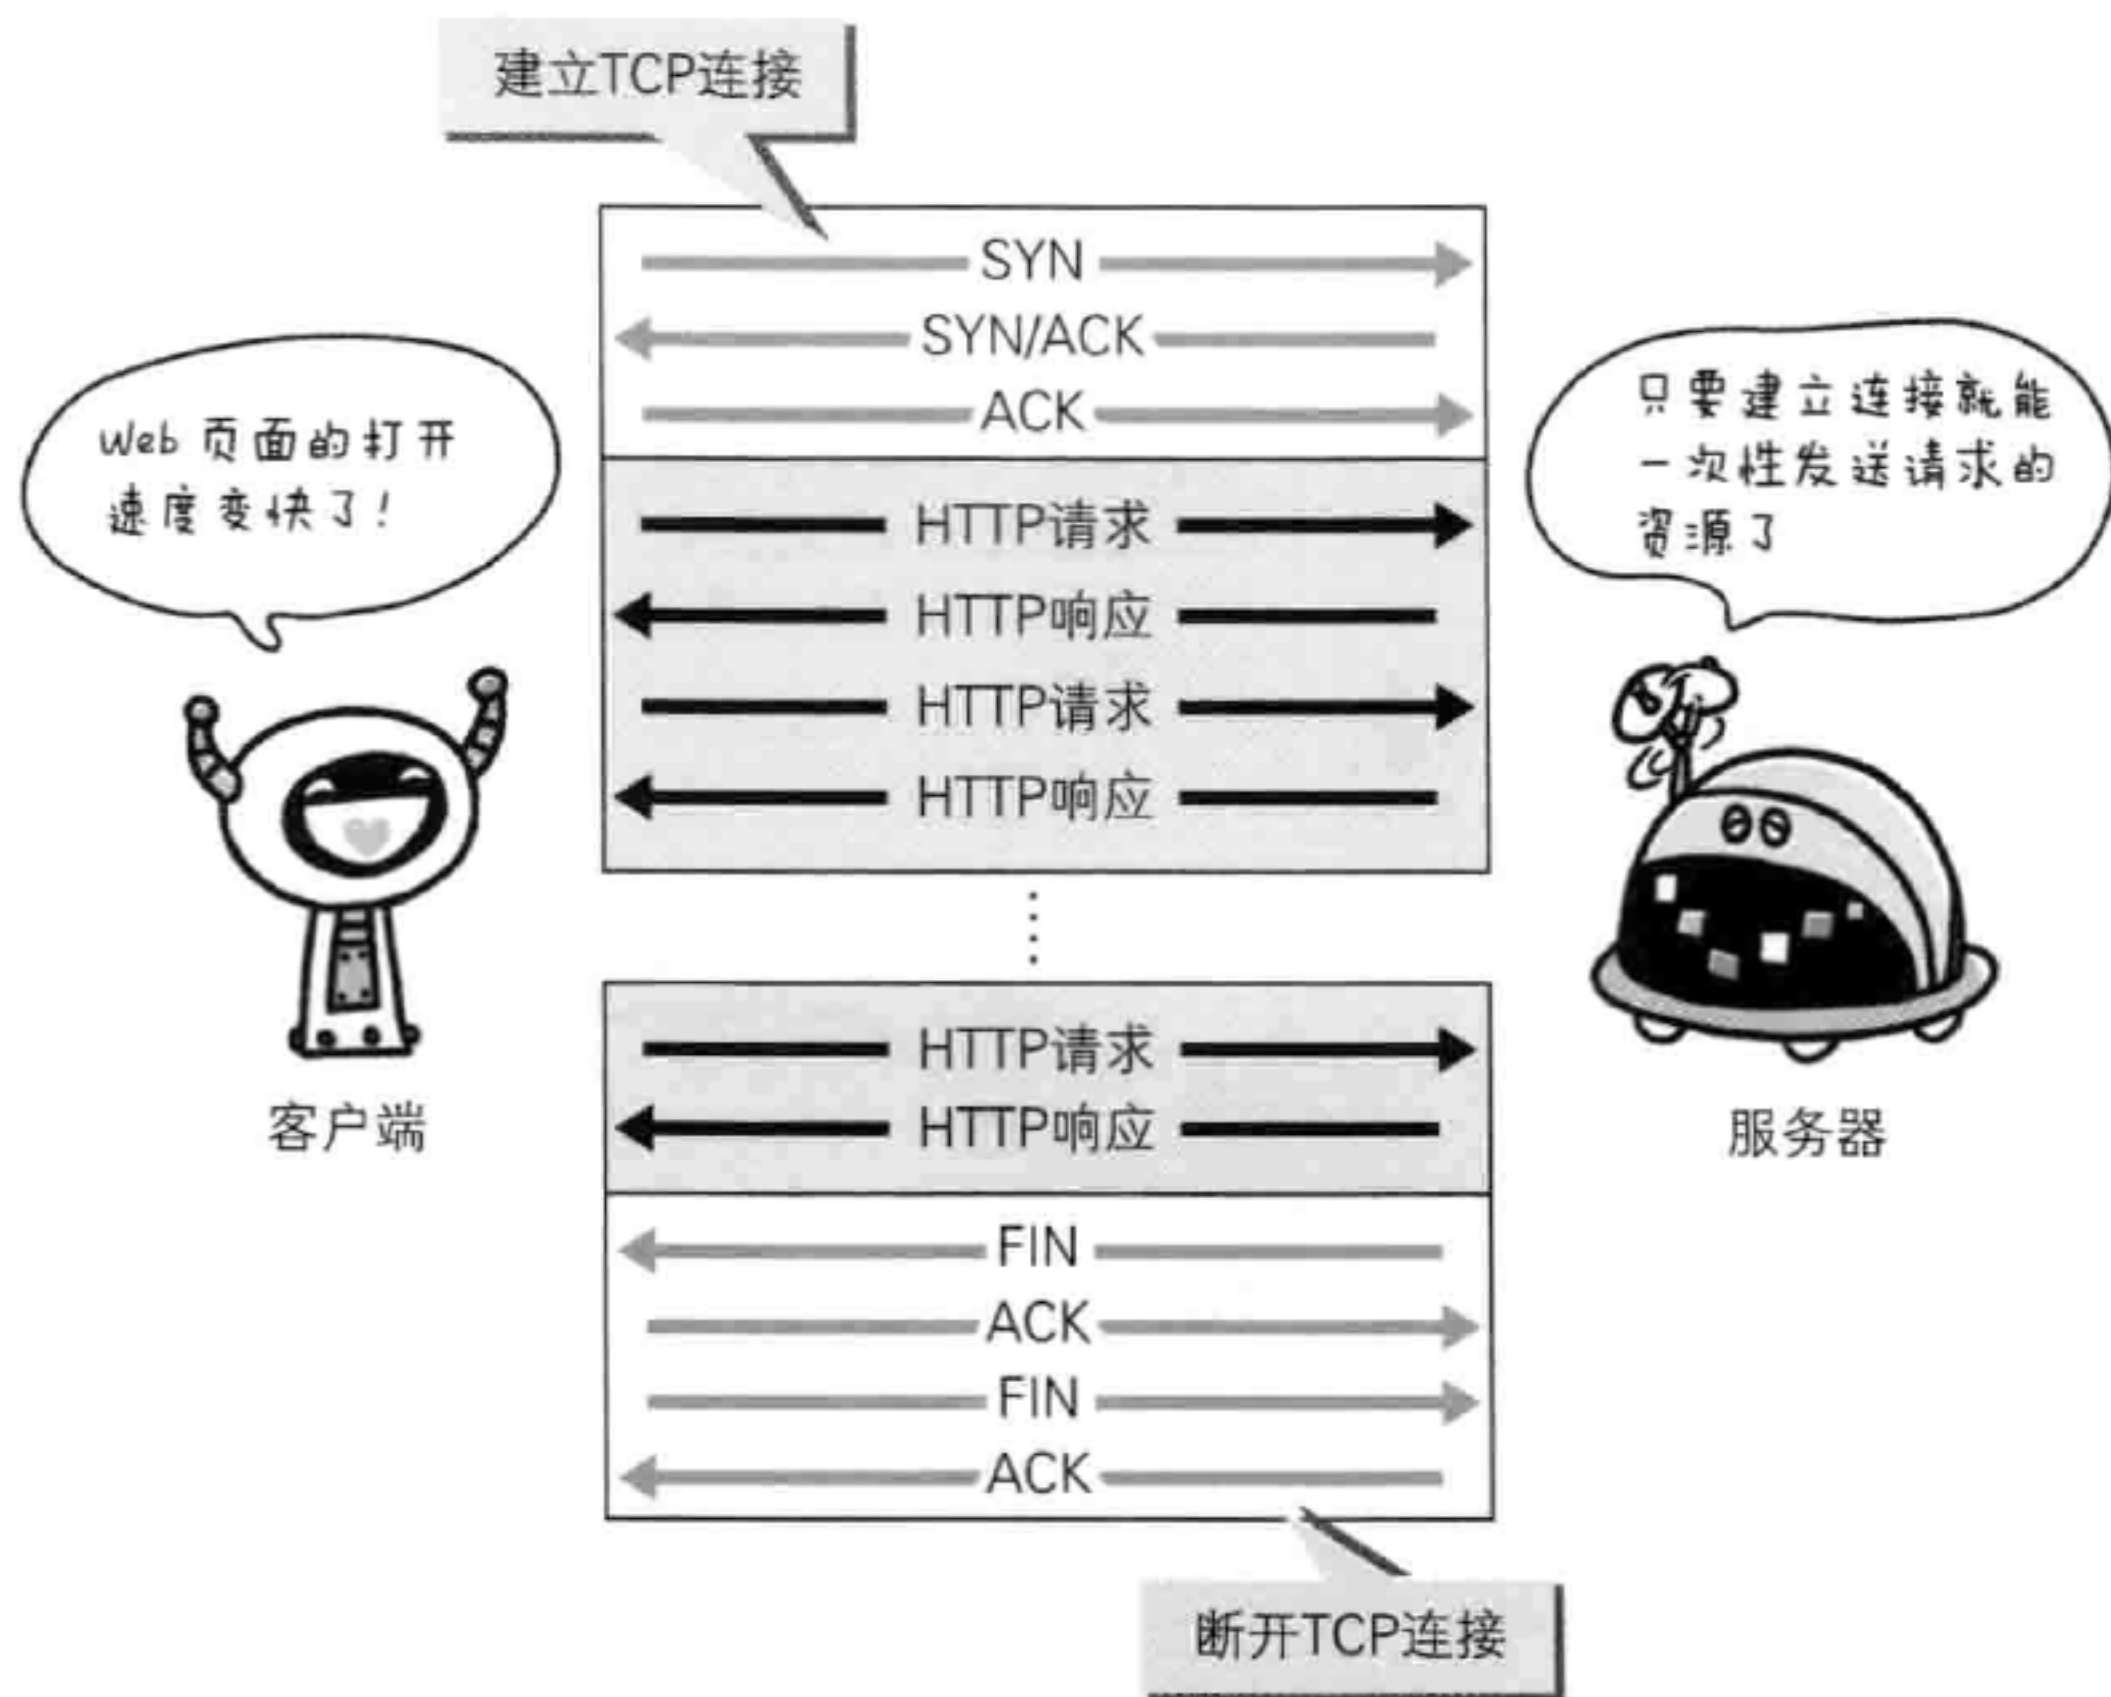 建立TCP连接
SYN
SYN/ACK
ACK
Web 页面的打开
速度变快了!
只要建立连接就能
一次性发送请求的
资源了
HTTP请求
HTTP响应
HTTP请求
HTTP响应
HTTP请求
HTTP响应
客户端
服务器
FIN
ACK
FIN
ACK
断开TCP连接